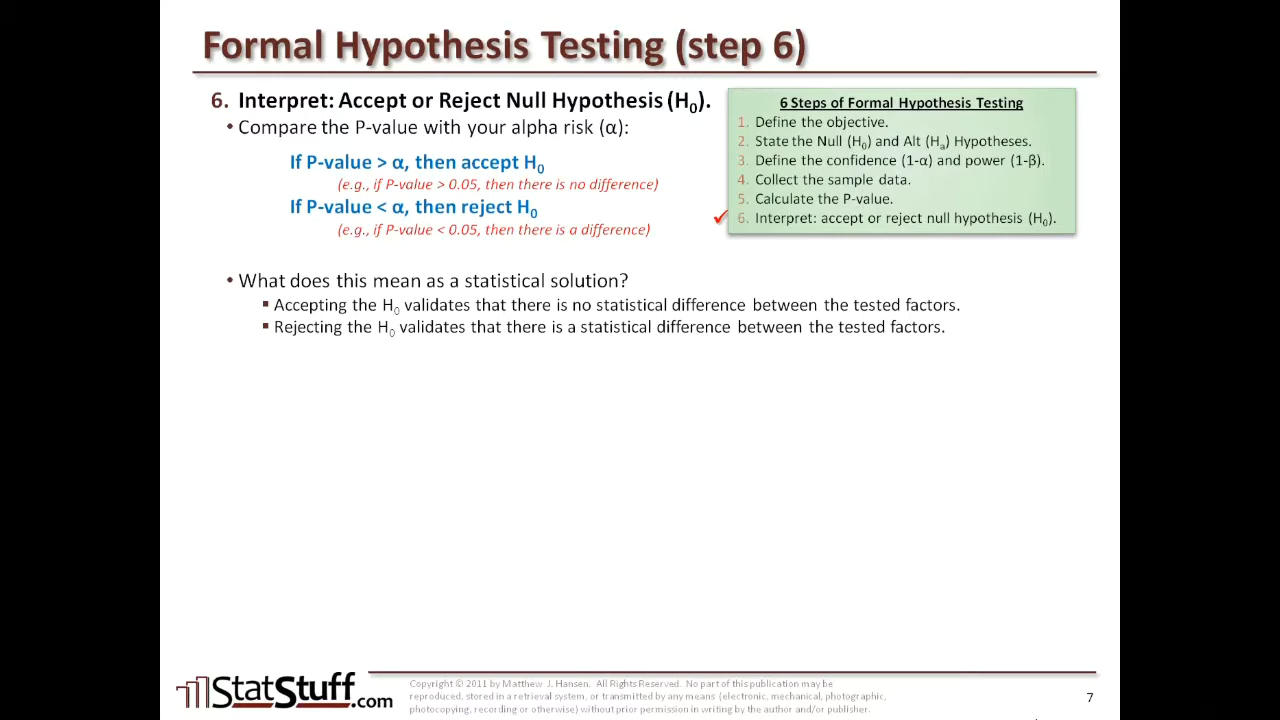 Formal Hypothesis Testing (step 6)
6. Interpret: Accept or Reject Null Hypothesis (H0).
• Compare the P-value with your alpha risk (α):
If P-value > α, then accept H0
(e.g., if P-value > 0.05, then there is no difference)
If P-value < α, then reject H0
(e.g., if P-value < 0.05, then there is a difference)
6 Steps of Formal Hypothesis Testing
1. Define the objective.
2. State the Null (H0) and Alt (Ha) Hypotheses.
3. Define the confidence (1-α) and power (1-β).
4. Collect the sample data.
5. Calculate the P-value.
✓ 6. Interpret: accept or reject null hypothesis (H0).
• What does this mean as a statistical solution?
▪ Accepting the H0 validates that there is no statistical difference between the tested factors.
▪ Rejecting the H0 validates that there is a statistical difference between the tested factors.
StatStuff.com
Copyright © 2011 by Matthew J. Hansen. All Rights Reserved. No part of this publication may be
reproduced, stored in a retrieval system, or transmitted by any means (electronic, mechanical, photographic,
photocopying, recording or otherwise) without prior permission in writing by the author and/or publisher.
7